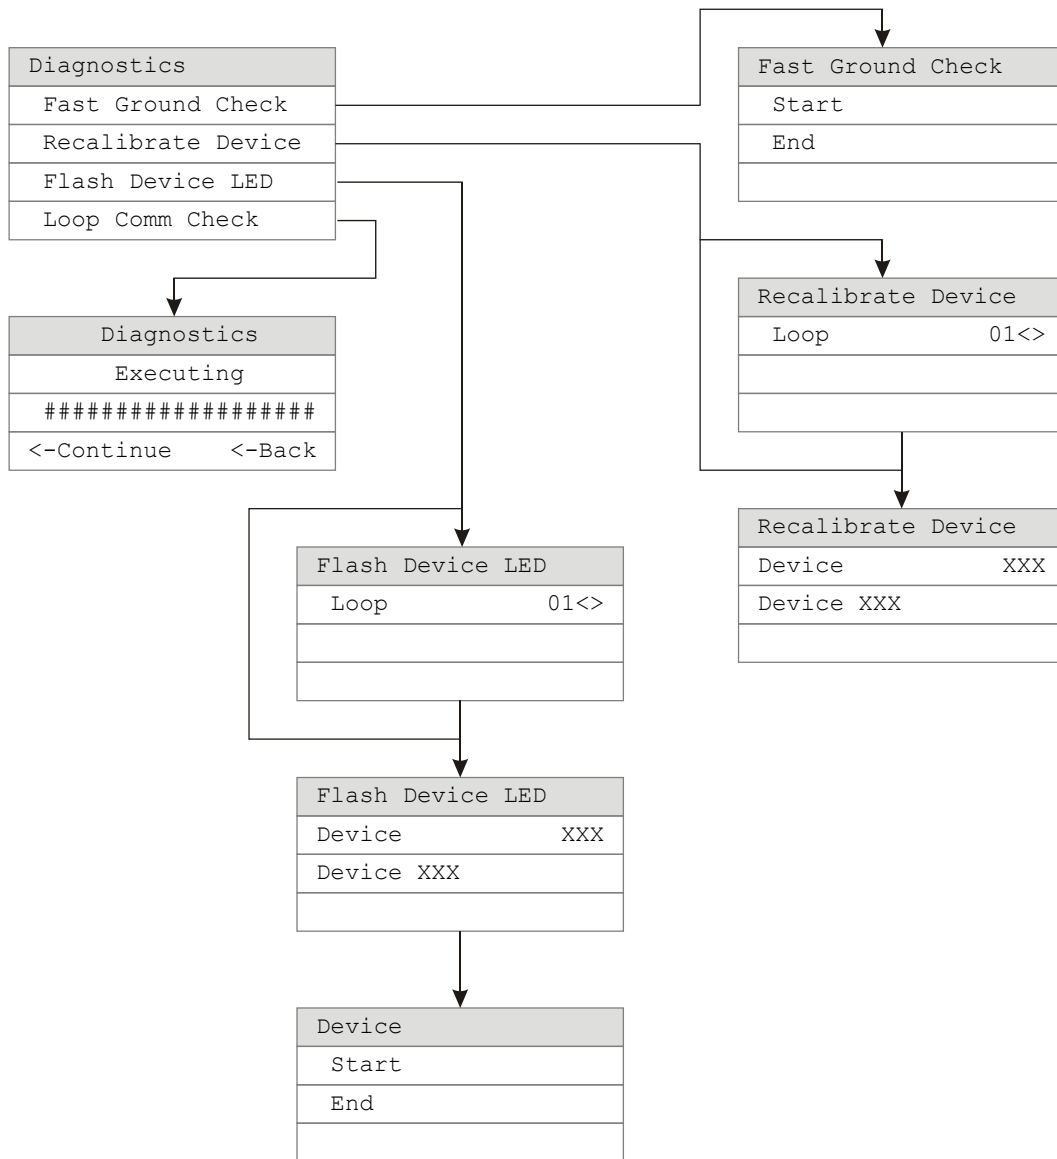 Diagnostics
Fast Ground Check
Recalibrate Device
Flash Device LED
Loop Comm Check
Fast Ground Check
Start
End
Diagnostics
Executing
###################
<-Continue <-Back
Recalibrate Device
Loop 01<>
Recalibrate Device
Device XXX
Device XXX
Flash Device LED
Loop 01<>
Flash Device LED
Device XXX
Device XXX
Device
Start
End